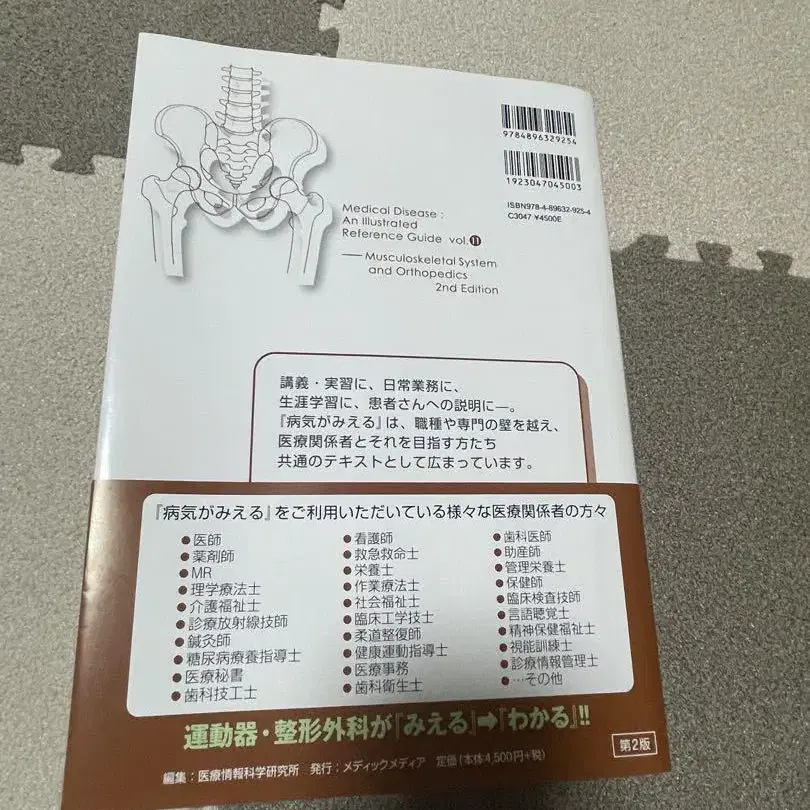 9784896329254
1923047045003
ISBN978-4-89632-925-4
C3047 ¥4500E
Medical Disease :
An Illustrated
Reference Guide vol.11
Musculoskeletal System
and Orthopedics
2nd Edition
講義・実習に、日常業務に、
生涯学習に、患者さんへの説明に―。
『病気がみえる』は、職種や専門の壁を越え、
医療関係者とそれを目指す方たち
共通のテキストとして広まっています。
『病気がみえる』をご利用いただいている様々な医療関係者の方々
●医師
●薬剤師
●MR
●理学療法士
●介護福祉士
●診療放射線技師
●鍼灸師
●糖尿病療養指導士
●医療秘書
●歯科技工士
●看護師
●救急救命士
●栄養士
●作業療法士
●社会福祉士
●臨床工学技士
●柔道整復師
●健康運動指導士
●医療事務
●歯科衛生士
●歯科医師
●助産師
●管理栄養士
●保健師
●臨床検査技師
●言語聴覚士
●精神保健福祉士
●視能訓練士
●診療情報管理士
●…その他
運動器・整形外科が『みえる』➡『わかる』!!
第2版
編集：医療情報科学研究所 発行：メディックメディア 定価(本体4,500円+税)